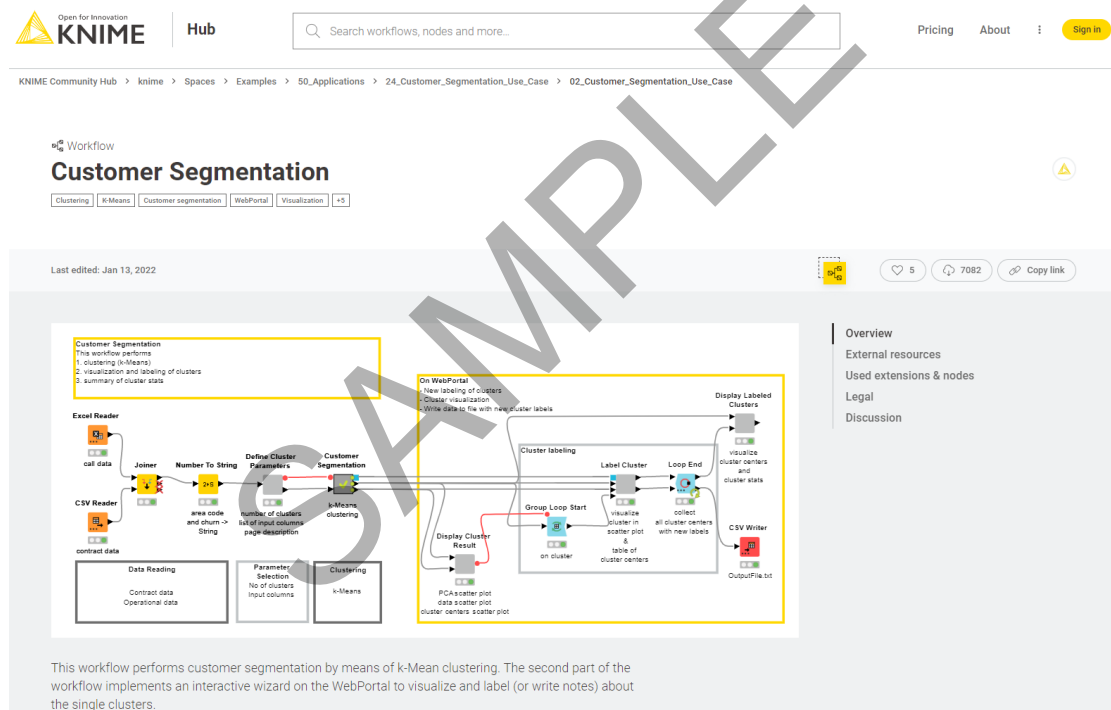 Open for Innovation
KNIME
Hub
Search workflows, nodes and more...
Pricing
About
Sign in
KNIME Community Hub > knime > Spaces > Examples > 50_Applications > 24_Customer_Segmentation_Use_Case > 02_Customer_Segmentation_Use_Case
Workflow
Customer Segmentation
Clustering
K-Means
Customer segmentation
WebPortal
Visualization
+5
Last edited: Jan 13, 2022
5
7082
Copy link
Overview
External resources
Used extensions & nodes
Legal
Discussion
Customer Segmentation
This workflow performs
1. clustering (k-Means)
2. visualization and labeling of clusters
3. summary of cluster stats
On WebPortal
- New labeling of clusters
- Cluster visualization
- Write data to file with new cluster labels
Excel Reader
call data
CSV Reader
contract data
Joiner
Number To String
area code
and churn ->
String
Define Cluster
Parameters
number of clusters
list of input columns
page description
Customer
Segmentation
k-Means
clustering
Display Cluster
Result
PCA scatter plot
data scatter plot
cluster centers scatter plot
Cluster labeling
Group Loop Start
on cluster
Label Cluster
visualize
cluster in
scatter plot
&
table of
cluster centers
Loop End
collect
all cluster centers
with new labels
Display Labeled
Clusters
visualize
cluster centers
and
cluster stats
CSV Writer
OutputFile.txt
Data Reading
Contract data
Operational data
Parameter
Selection
No of clusters
Input columns
Clustering
k-Means
This workflow performs customer segmentation by means of k-Mean clustering. The second part of the
workflow implements an interactive wizard on the WebPortal to visualize and label (or write notes) about
the single clusters.
SAMPLE